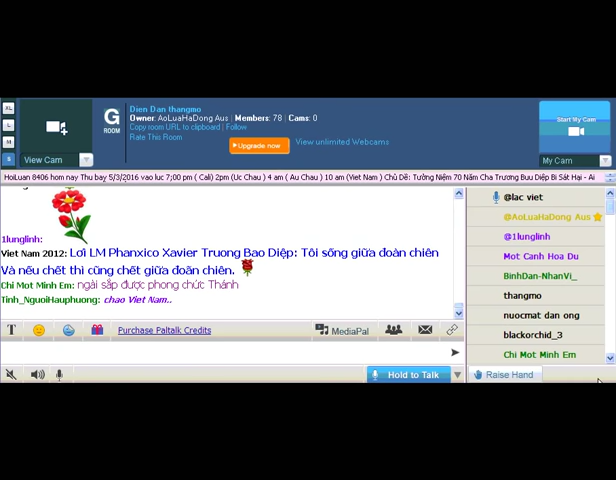 XL
L
M
S
View Cam
G
ROOM
Dien Dan thangmo
Owner: AoLuaHaDong Aus | Members: 78 | Cams: 0
Copy room URL to clipboard | Follow
Rate This Room
Upgrade now
View unlimited Webcams
Start My Cam
My Cam
HoiLuan 8406 hom nay Thu bay 5/3/2016 vao luc 7;00 pm ( Cali) 2pm (Uc Chau ) 4 am ( Au Chau ) 10 am (Viet Nam ) Chủ Đề: Tưởng Niệm 70 Năm Cha Trương Bưu Diệp Bi Sát Hại - Ai
1lunglinh:
Viet Nam 2012: Lơi LM Phanxico Xavier Truong Bao Diệp: Tôi sống giữa đoàn chiên
Và nếu chết thì cũng chết giữa đoãn chiên.
Chi Mot Minh Em: ngài sắp được phong chức Thánh
Tinh_NguoiHauphuong: chao Viet Nam..
T
Purchase Paltalk Credits
MediaPal
Hold to Talk
@lac viet
@AoLuaHaDong Aus
@1lunglinh
Mot Canh Hoa Du
BinhDan-NhanVi_
thangmo
nuocmat dan ong
blackorchid_3
Chi Mot Minh Em
Raise Hand